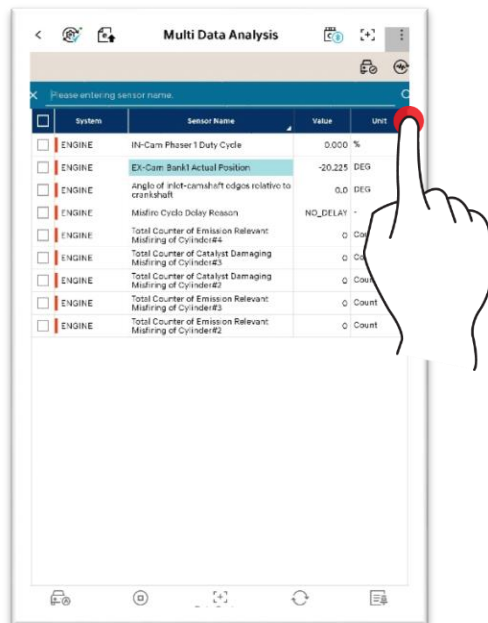 Multi Data Analysis
Please entering sensor name.
System Sensor Name Value Unit
ENGINE IN-Cam Phaser 1 Duty Cycle 0.000 %
ENGINE EX-Cam Bank1 Actual Position -20.225 DEG
ENGINE Angle of inlet-camshaft edges relative to
crankshaft 0.0 DEG
ENGINE Misfire Cyclo Delay Reason NO_DELAY -
ENGINE Total Counter of Emission Relevant
Misfiring of Cylinder#4 0
ENGINE Total Counter of Catalyst Damaging
Misfiring of Cylinder#3 0
ENGINE Total Counter of Catalyst Damaging
Misfiring of Cylinder#2 0
ENGINE Total Counter of Emission Relevant
Misfiring of Cylinder#3 0 Count
ENGINE Total Counter of Emission Relevant
Misfiring of Cylinder#2 0 Count